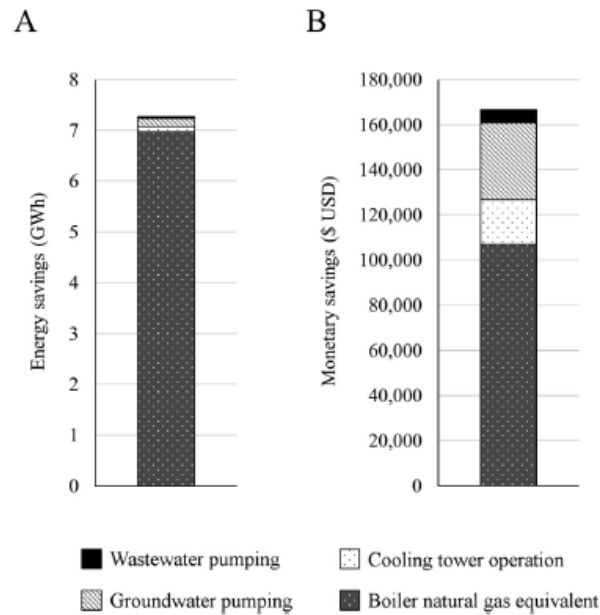 A
Energy savings (GWh)
8
7
6
5
4
3
2
1
0
B
Monetary savings ($ USD)
180,000
160,000
140,000
120,000
100,000
80,000
60,000
40,000
20,000
0
Wastewater pumping
Cooling tower operation
Groundwater pumping
Boiler natural gas equivalent